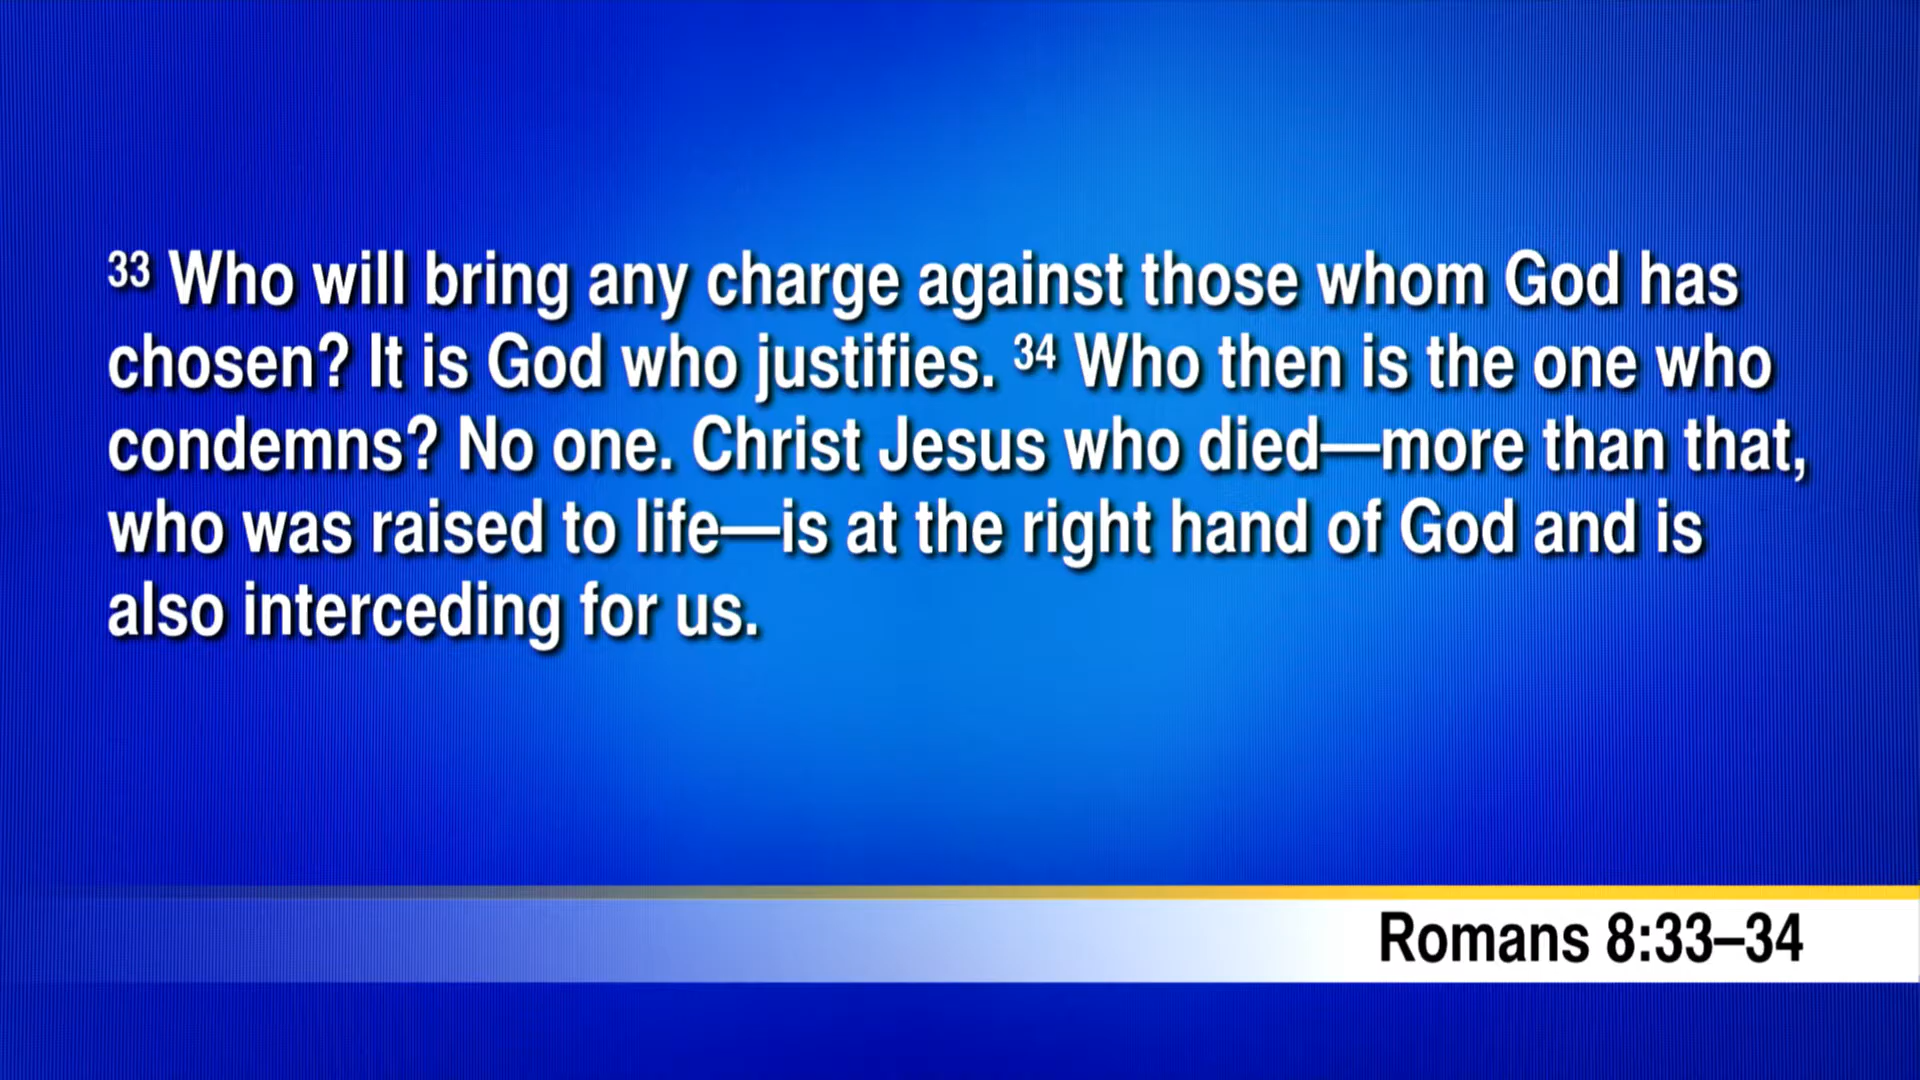 33 Who will bring any charge against those whom God has
chosen? It is God who justifies. 34 Who then is the one who
condemns? No one. Christ Jesus who died—more than that,
who was raised to life—is at the right hand of God and is
also interceding for us.
Romans 8:33–34